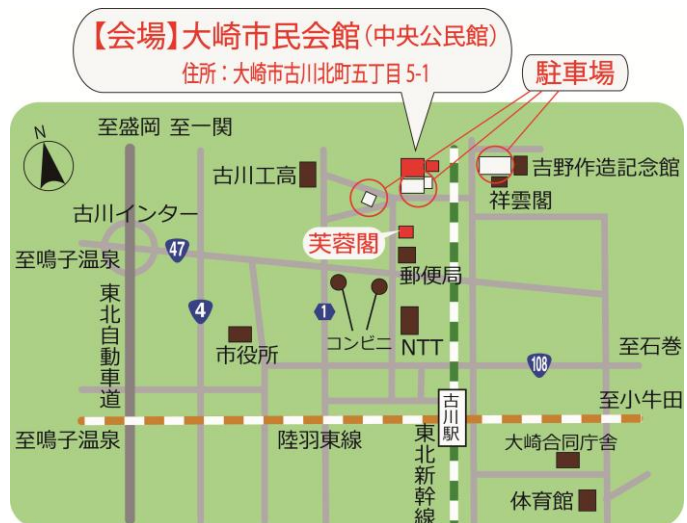 【会場】大崎市民会館(中央公民館)
住所：大崎市古川北町五丁目 5-1
駐車場
N
至盛岡
至一関
古川工高
吉野作造記念館
祥雲閣
古川インター
芙蓉閣
至鳴子温泉
47
郵便局
東北自動車道
4
1
市役所
コンビニ
NTT
108
至石巻
古川駅
至小牛田
至鳴子温泉
陸羽東線
東北新幹線
大崎合同庁舎
体育館